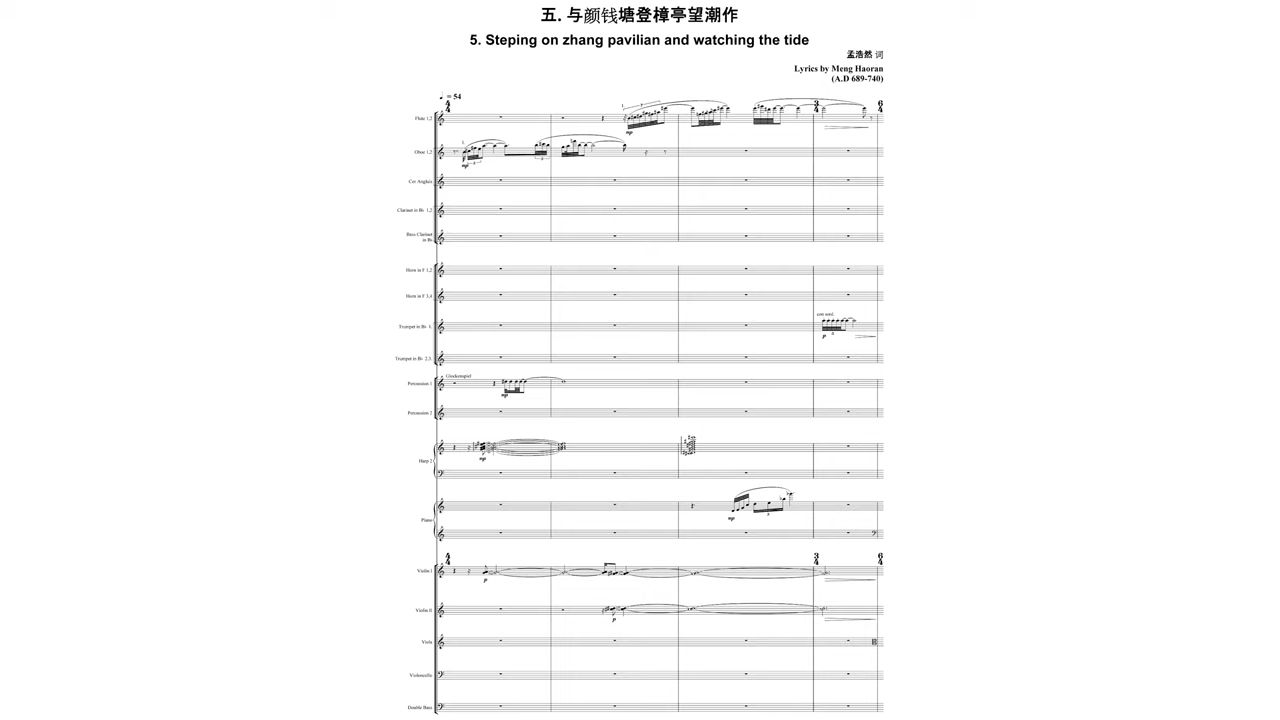 五. 与颜钱塘登樟亭望潮作
5. Steping on zhang pavilian and watching the tide
孟浩然 词
Lyrics by Meng Haoran
(A.D 689-740)
= 54
Flute 1,2
mp
Oboe 1,2
mp
Cor Anglais
Clarinet in B♭ 1,2
Bass Clarinet
in B♭
Horn in F 1,2
Horn in F 3,4
con sord.
Trumpet in B♭ 1.
p
Trumpet in B♭ 2,3.
Glockenspiel
Percussion 1
mp
Percussion 2
mp
Harp 2
Piano
mp
Violin I
p
Violin II
p
Viola
Violoncello
Double Bass